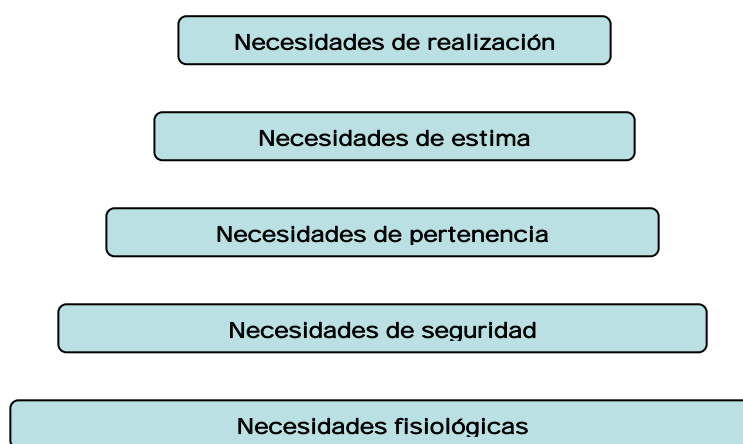 Necesidades de realización
Necesidades de estima
Necesidades de pertenencia
Necesidades de seguridad
Necesidades fisiológicas